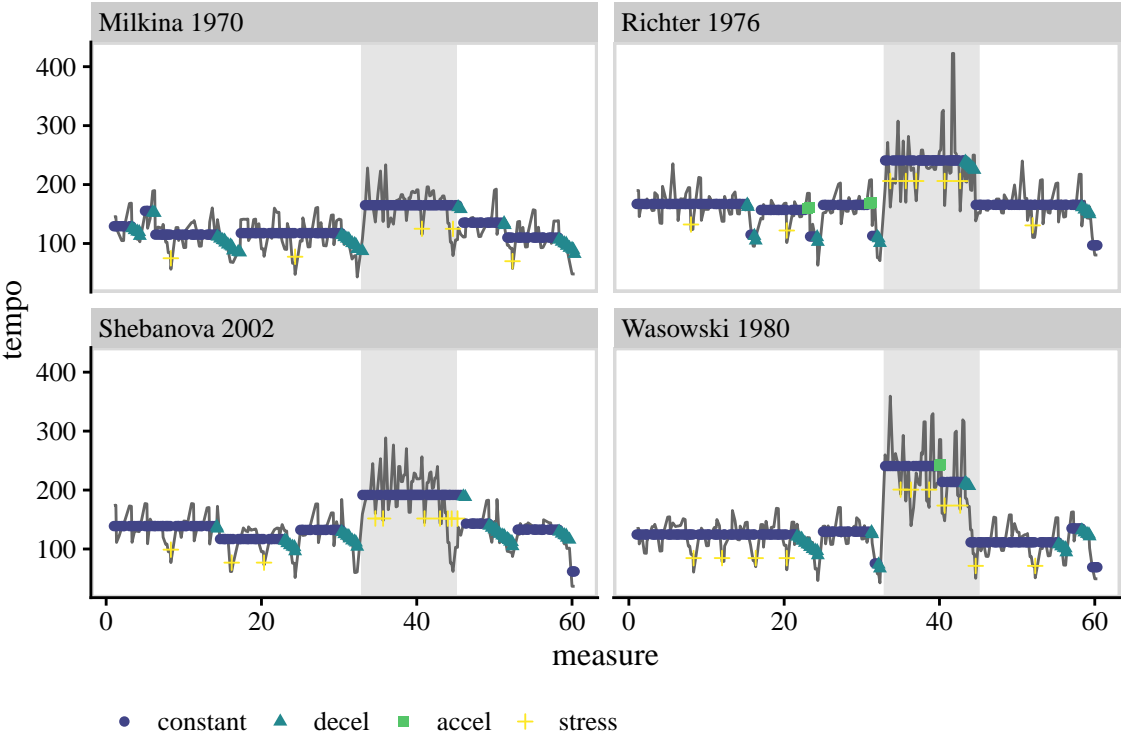 Milkina 1970
Richter 1976
400
300
200
100
Shebanova 2002
Wasowski 1980
400
300
200
100
tempo
0 20 40 60 0 20 40 60
measure
constant decel accel stress